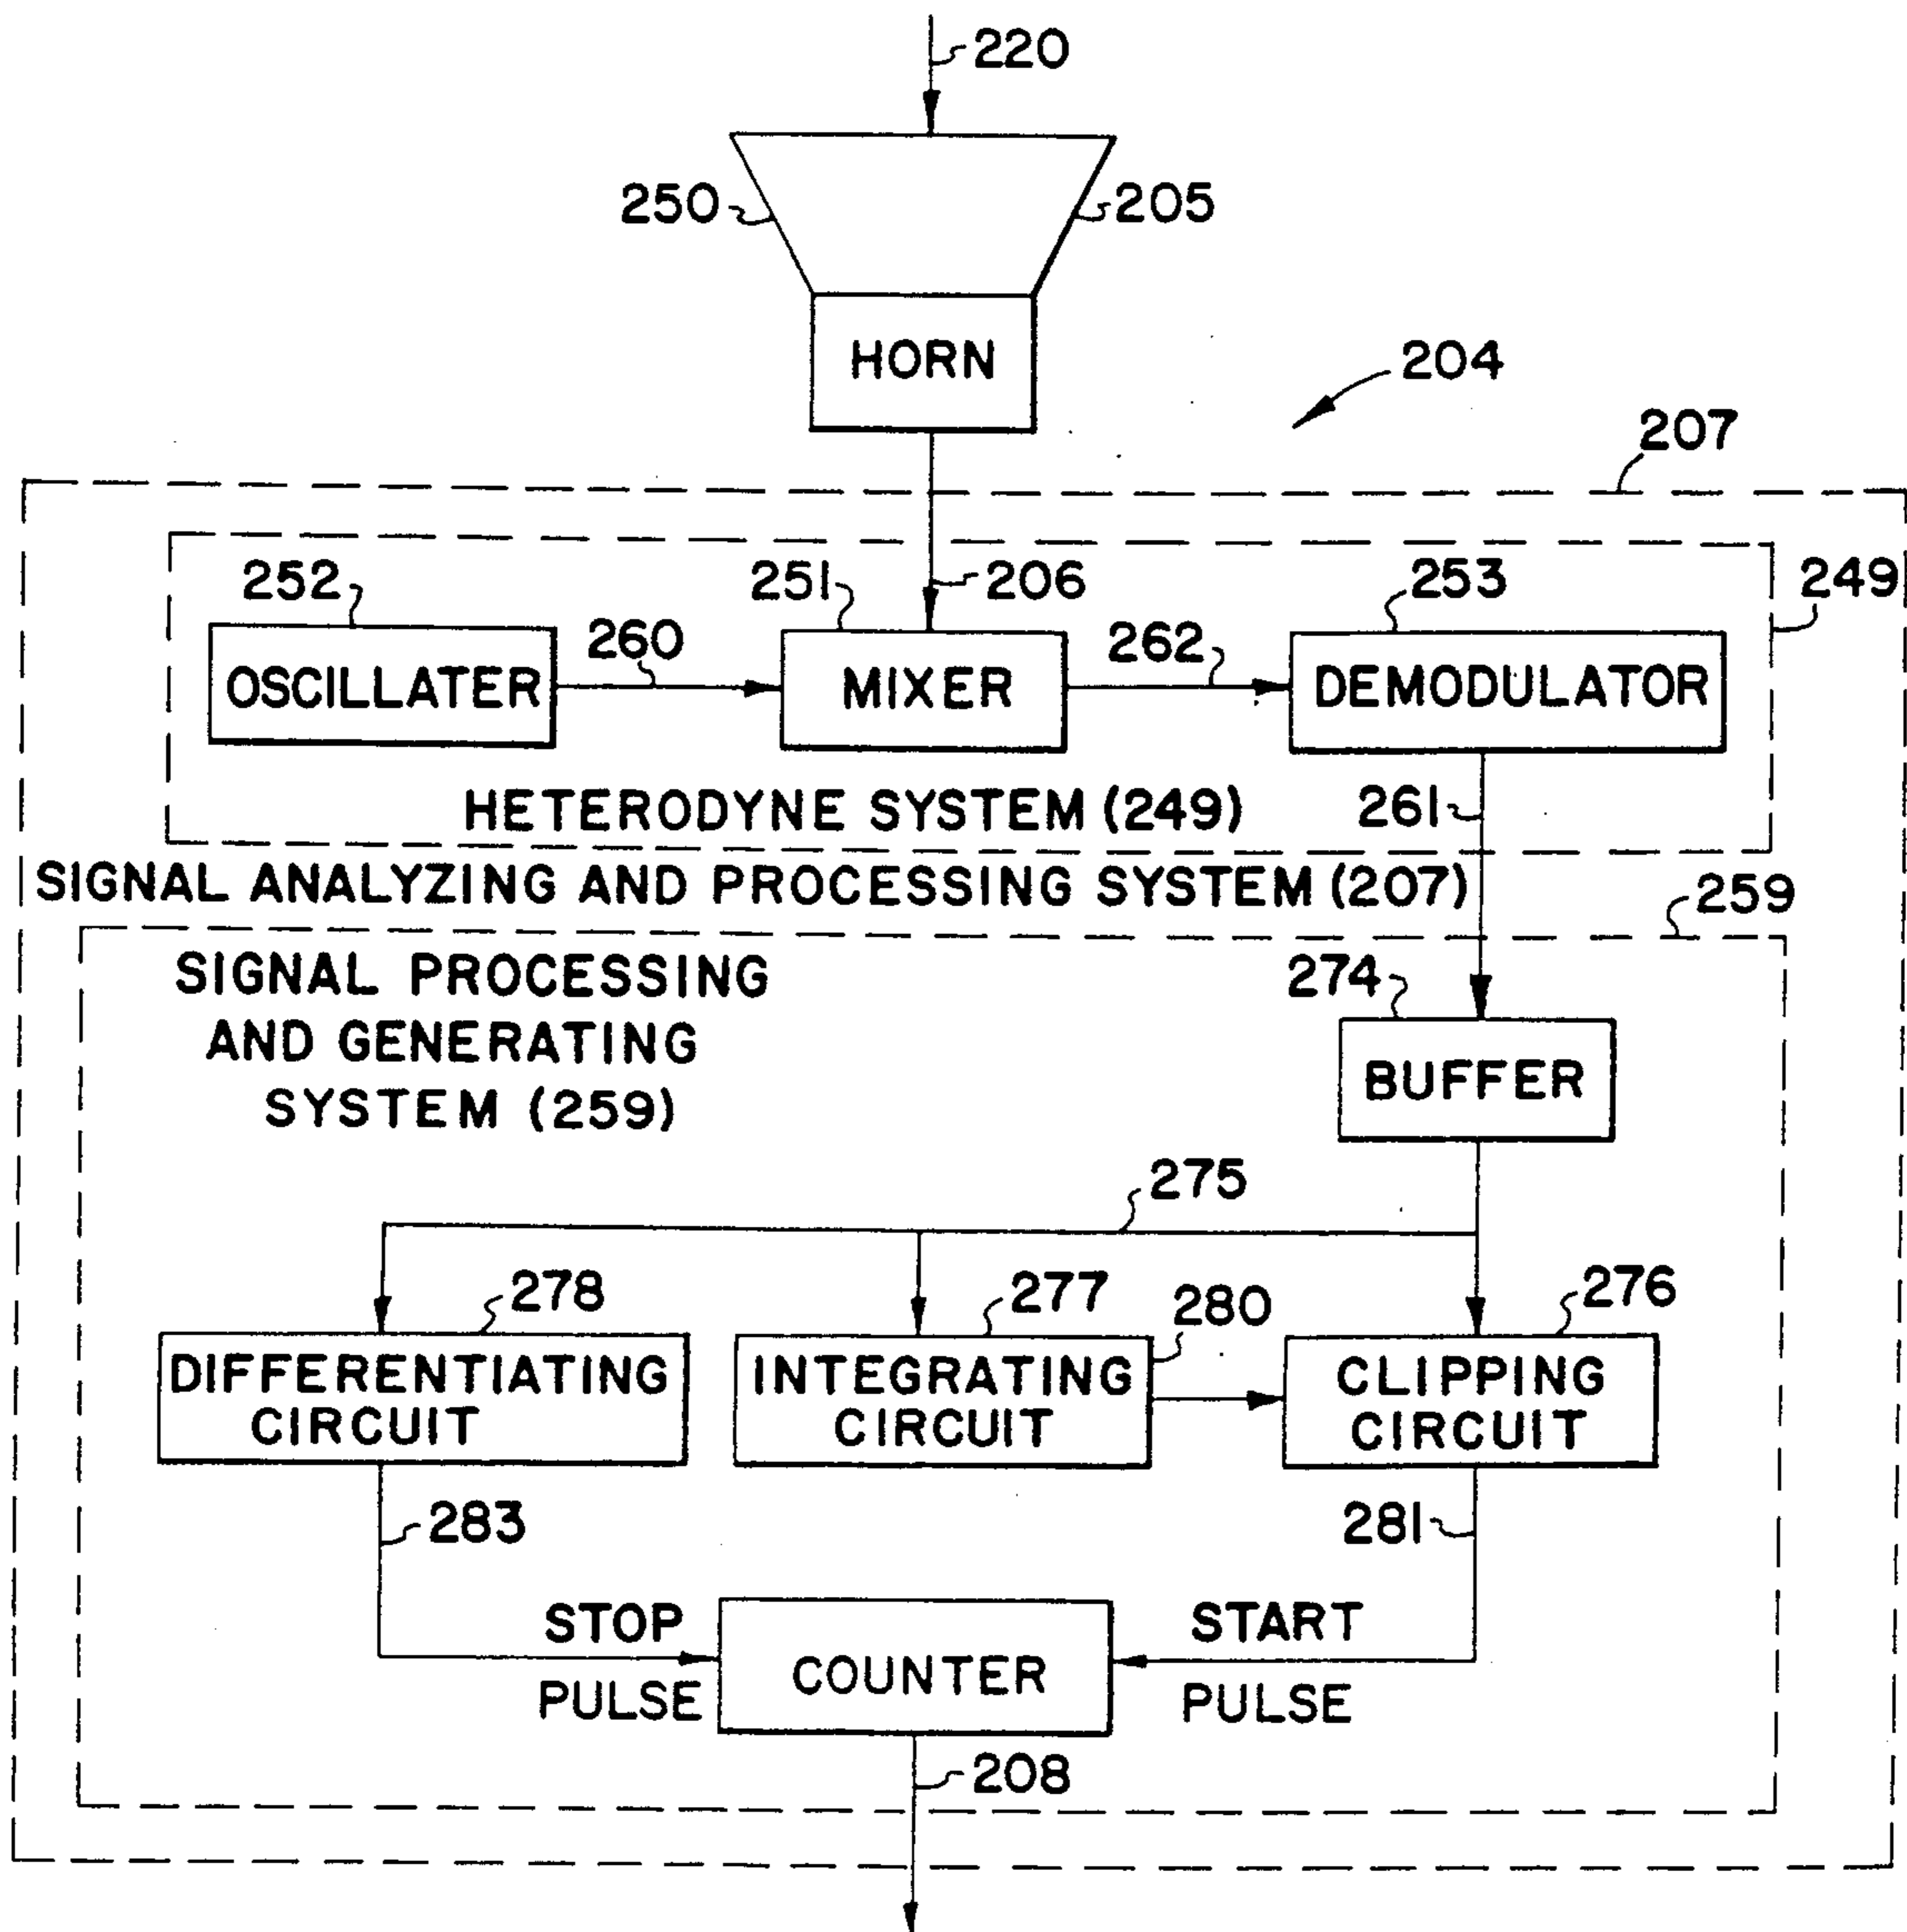 220
250
205
HORN
204
207
252
251
206
253
249
OSCILLATER
260
MIXER
262
DEMODULATOR
HETERODYNE SYSTEM (249)
261
SIGNAL ANALYZING AND PROCESSING SYSTEM (207)
259
SIGNAL PROCESSING
AND GENERATING
SYSTEM (259)
274
BUFFER
275
278
277
280
276
DIFFERENTIATING
CIRCUIT
INTEGRATING
CIRCUIT
CLIPPING
CIRCUIT
283
281
STOP
PULSE
COUNTER
START
PULSE
208